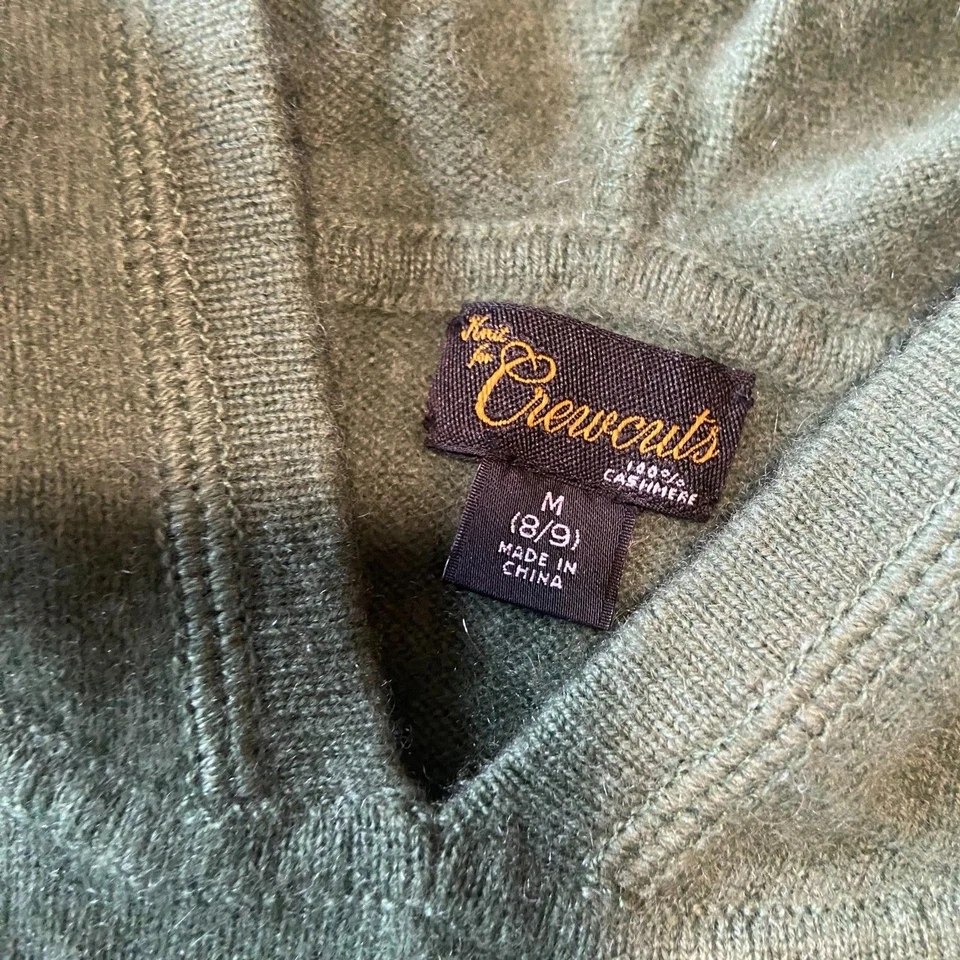 Knit
for
Crewcuts
100%
CASHMERE
M
(8/9)
MADE IN
CHINA